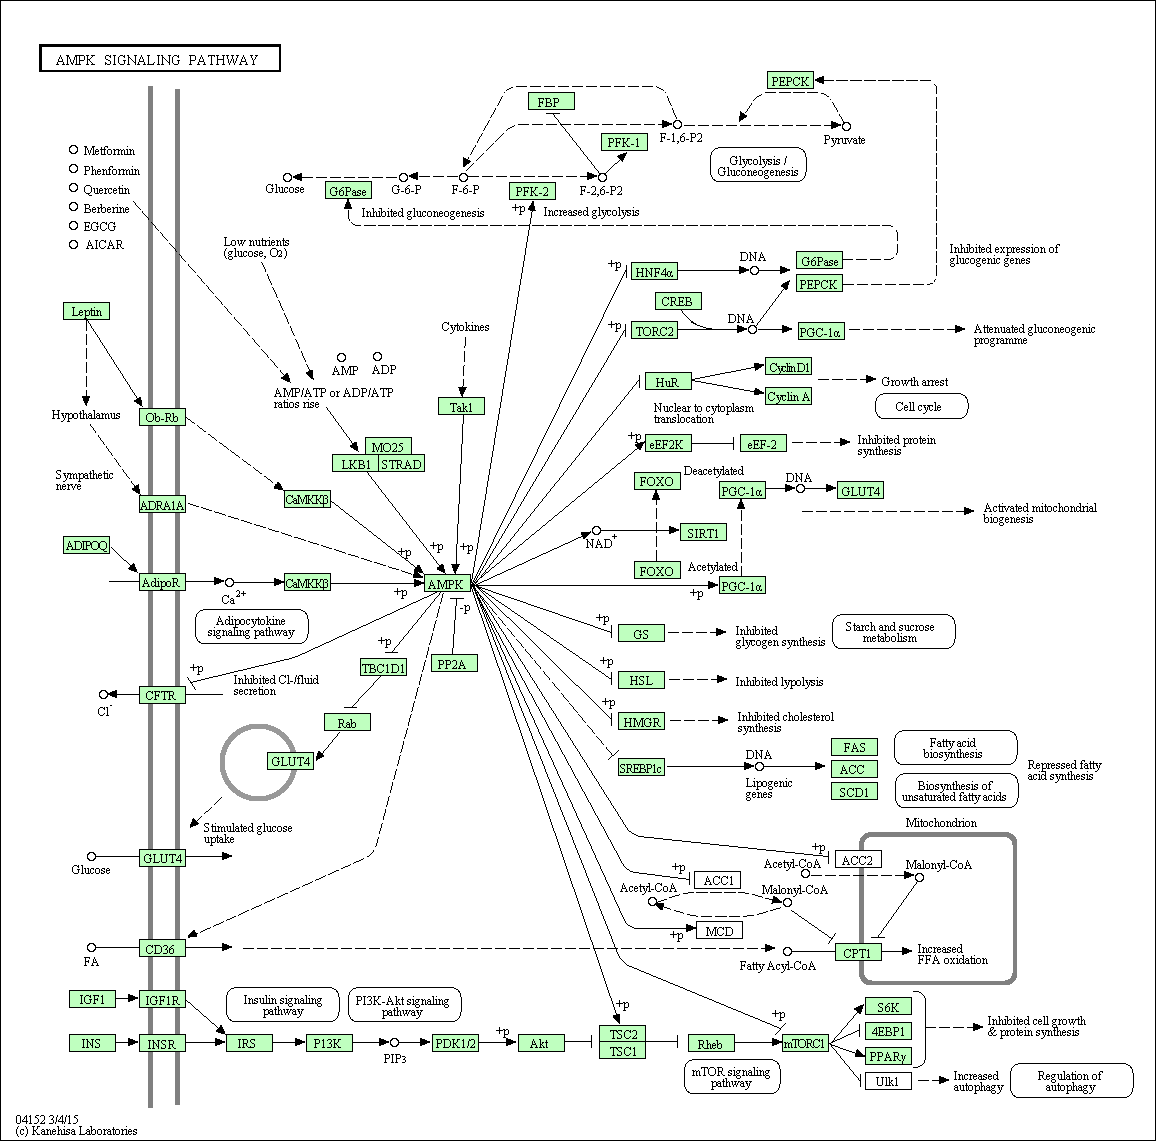 AMPK SIGNALING PATHWAY
PEPCK
FBP
F-1,6-P2
Pyruvate
PFK-1
Metformin
Phenformin
Quercetin
Berberine
EGCG
AICAR
Glycolysis /
Gluconeogenesis
Glucose
G6Pase
G-6-P
F-6-P
PFK-2
F-2,6-P2
+p
Inhibited gluconeogenesis
Increased glycolysis
Low nutrients
(glucose, O2)
Inhibited expression of
glucogenic genes
+p
HNF4α
DNA
G6Pase
PEPCK
CREB
+p
TORC2
DNA
PGC-1α
Attenuated gluconeogenic
programme
Leptin
Cytokines
AMP
ADP
AMP/ATP or ADP/ATP
ratios rise
HuR
CyclinD1
Cyclin A
Growth arrest
Cell cycle
Nuclear to cytoplasm
translocation
Hypothalamus
Ob-Rb
Tak1
MO25
LKB1
STRAD
+p
eEF2K
eEF-2
Inhibited protein
synthesis
Sympathetic
nerve
ADRA1A
CaMKKβ
FOXO
Deacetylated
PGC-1α
DNA
GLUT4
Activated mitochondrial
biogenesis
NAD+
SIRT1
ADIPOQ
AdipoR
Ca2+
CaMKKβ
+p
+p
+p
+p
AMPK
-p
FOXO
Acetylated
PGC-1α
+p
Adipocytokine
signaling pathway
+p
TBC1D1
PP2A
+p
GS
Inhibited
glycogen synthesis
Starch and sucrose
metabolism
+p
CFTR
Cl-
Inhibited Cl-/fluid
secretion
+p
HSL
Inhibited lypolysis
Rab
+p
HMGR
Inhibited cholesterol
synthesis
GLUT4
SREBP1c
DNA
Lipogenic
genes
FAS
ACC
SCD1
Fatty acid
biosynthesis
Biosynthesis of
unsaturated fatty acids
Repressed fatty
acid synthesis
Stimulated glucose
uptake
Glucose
GLUT4
Mitochondrion
+p
ACC2
Acetyl-CoA
Malonyl-CoA
+p
ACC1
Acetyl-CoA
Malonyl-CoA
+p
MCD
FA
CD36
Fatty Acyl-CoA
CPT1
Increased
FFA oxidation
IGF1
IGF1R
Insulin signaling
pathway
PI3K-Akt signaling
pathway
INS
INSR
IRS
P13K
PIP3
PDK1/2
+p
Akt
+p
TSC2
TSC1
Rheb
+p
mTORC1
mTOR signaling
pathway
S6K
4EBP1
PPARγ
Ulk1
Inhibited cell growth
& protein synthesis
Increased
autophagy
Regulation of
autophagy
04152 3/4/15
(c) Kanehisa Laboratories